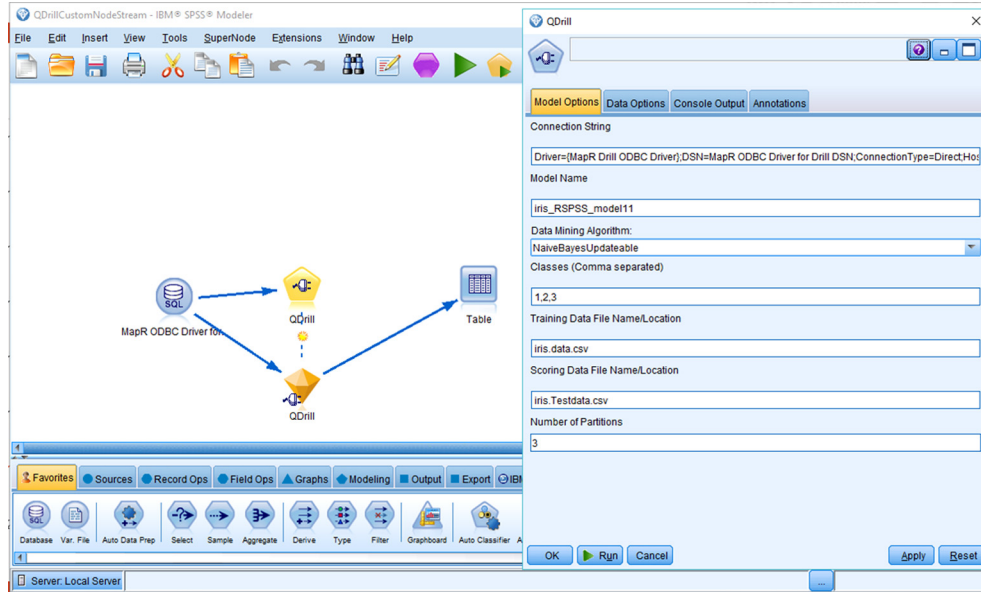 QDrillCustomNodeStream - IBM® SPSS® Modeler
File Edit Insert View Tools SuperNode Extensions Window Help
SQL
MapR ODBC Driver for...
QDrill
QDrill
Table
Favorites Sources Record Ops Field Ops Graphs Modeling Output Export IBM
SQL
Database Var. File Auto Data Prep Select Sample Aggregate Derive Type Filter Graphboard Auto Classifier A
Server: Local Server
...
QDrill
Model Options Data Options Console Output Annotations
Connection String
Driver={MapR Drill ODBC Driver};DSN=MapR ODBC Driver for Drill DSN;ConnectionType=Direct;Hos
Model Name
iris_RSPSS_model11
Data Mining Algorithm:
NaiveBayesUpdateable
Classes (Comma separated)
1,2,3
Training Data File Name/Location
iris.data.csv
Scoring Data File Name/Location
iris.Testdata.csv
Number of Partitions
3
OK Run Cancel Apply Reset